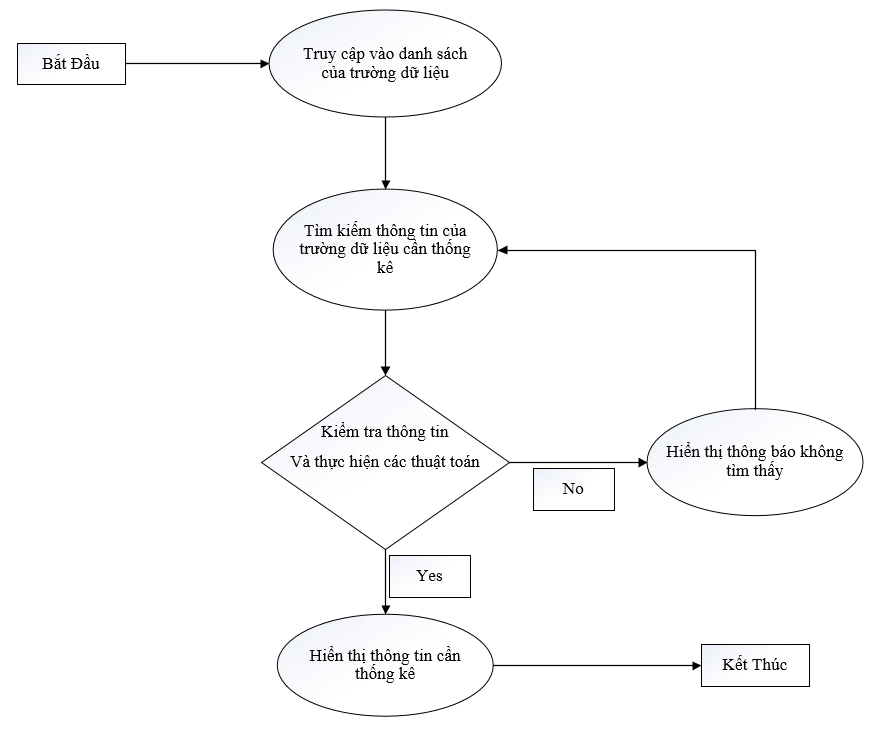 Bắt Đầu
Truy cập vào danh sách
của trường dữ liệu
Tìm kiếm thông tin của
trường dữ liệu cần thống
kê
Kiểm tra thông tin
Và thực hiện các thuật toán
No
Hiển thị thông báo không
tìm thấy
Yes
Hiển thị thông tin cần
thống kê
Kết Thúc